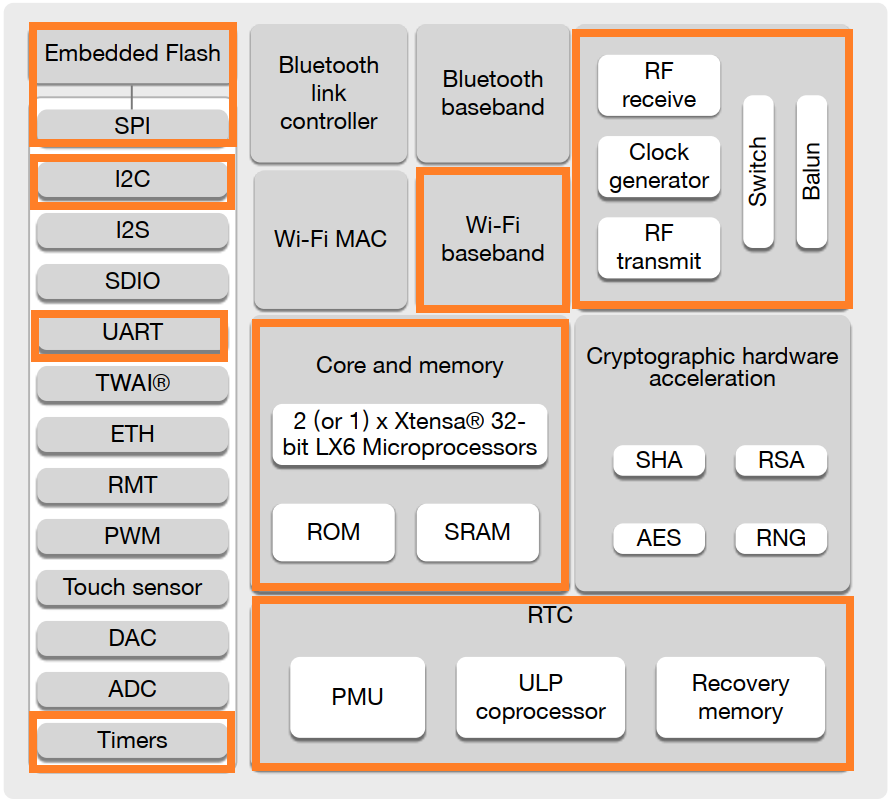 Embedded Flash
SPI
I2C
I2S
SDIO
UART
TWAI®
ETH
RMT
PWM
Touch sensor
DAC
ADC
Timers
Bluetooth
link
controller
Bluetooth
baseband
Wi-Fi MAC
Wi-Fi
baseband
RF
receive
Clock
generator
RF
transmit
Switch
Balun
Core and memory
2 (or 1) x Xtensa® 32-
bit LX6 Microprocessors
ROM
SRAM
Cryptographic hardware
acceleration
SHA
RSA
AES
RNG
RTC
PMU
ULP
coprocessor
Recovery
memory